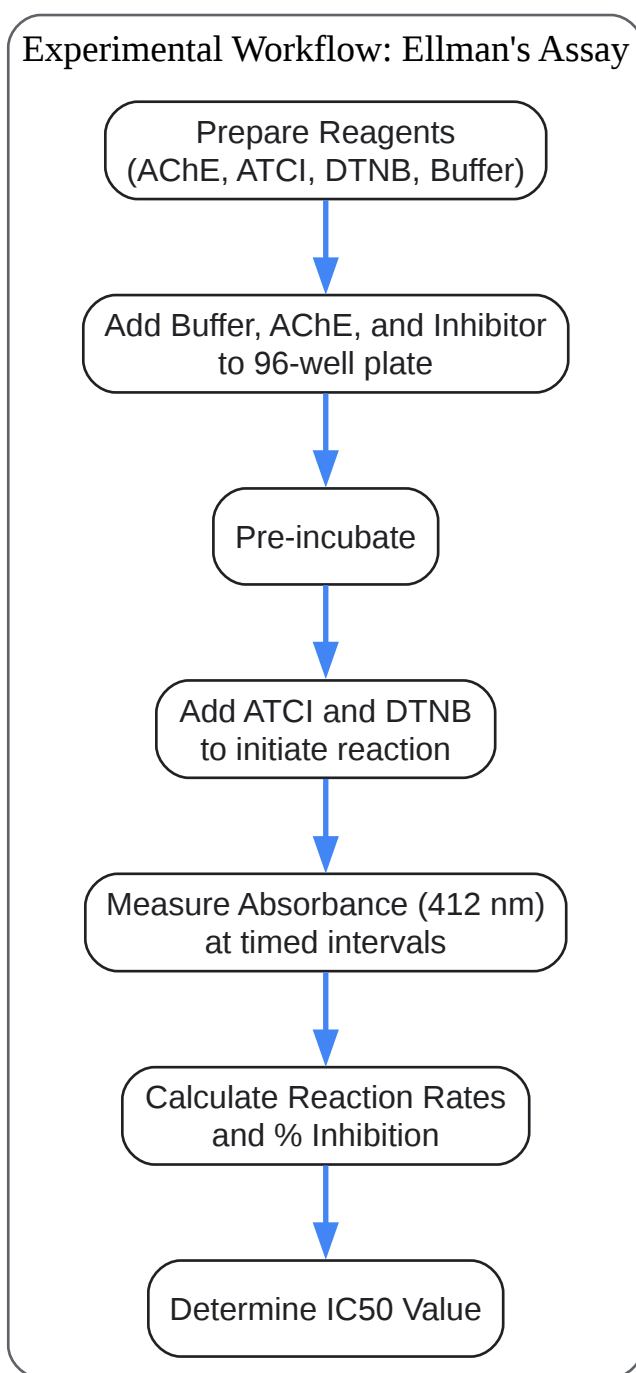 Experimental Workflow: Ellman's Assay
Prepare Reagents
(AChE, ATCI, DTNB, Buffer)
Add Buffer, AChE, and Inhibitor
to 96-well plate
Pre-incubate
Add ATCI and DTNB
to initiate reaction
Measure Absorbance (412 nm)
at timed intervals
Calculate Reaction Rates
and % Inhibition
Determine IC50 Value